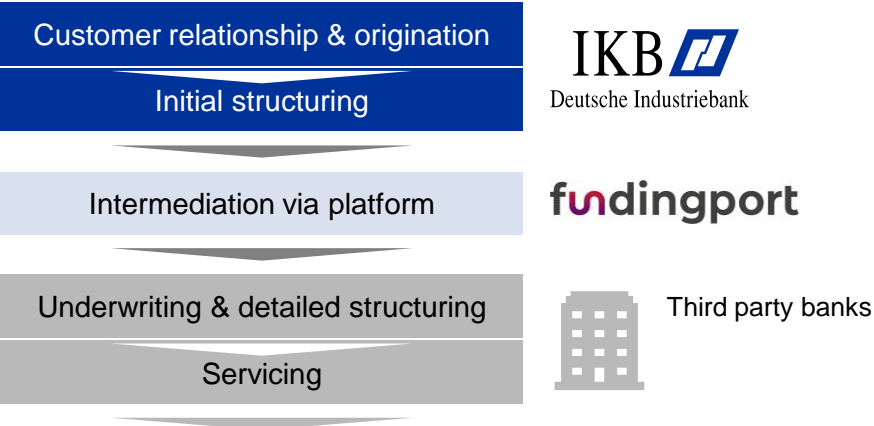 Customer relationship & origination
Initial structuring
IKB
Deutsche Industriebank
Intermediation via platform
fundingport
Underwriting & detailed structuring
Third party banks
Servicing